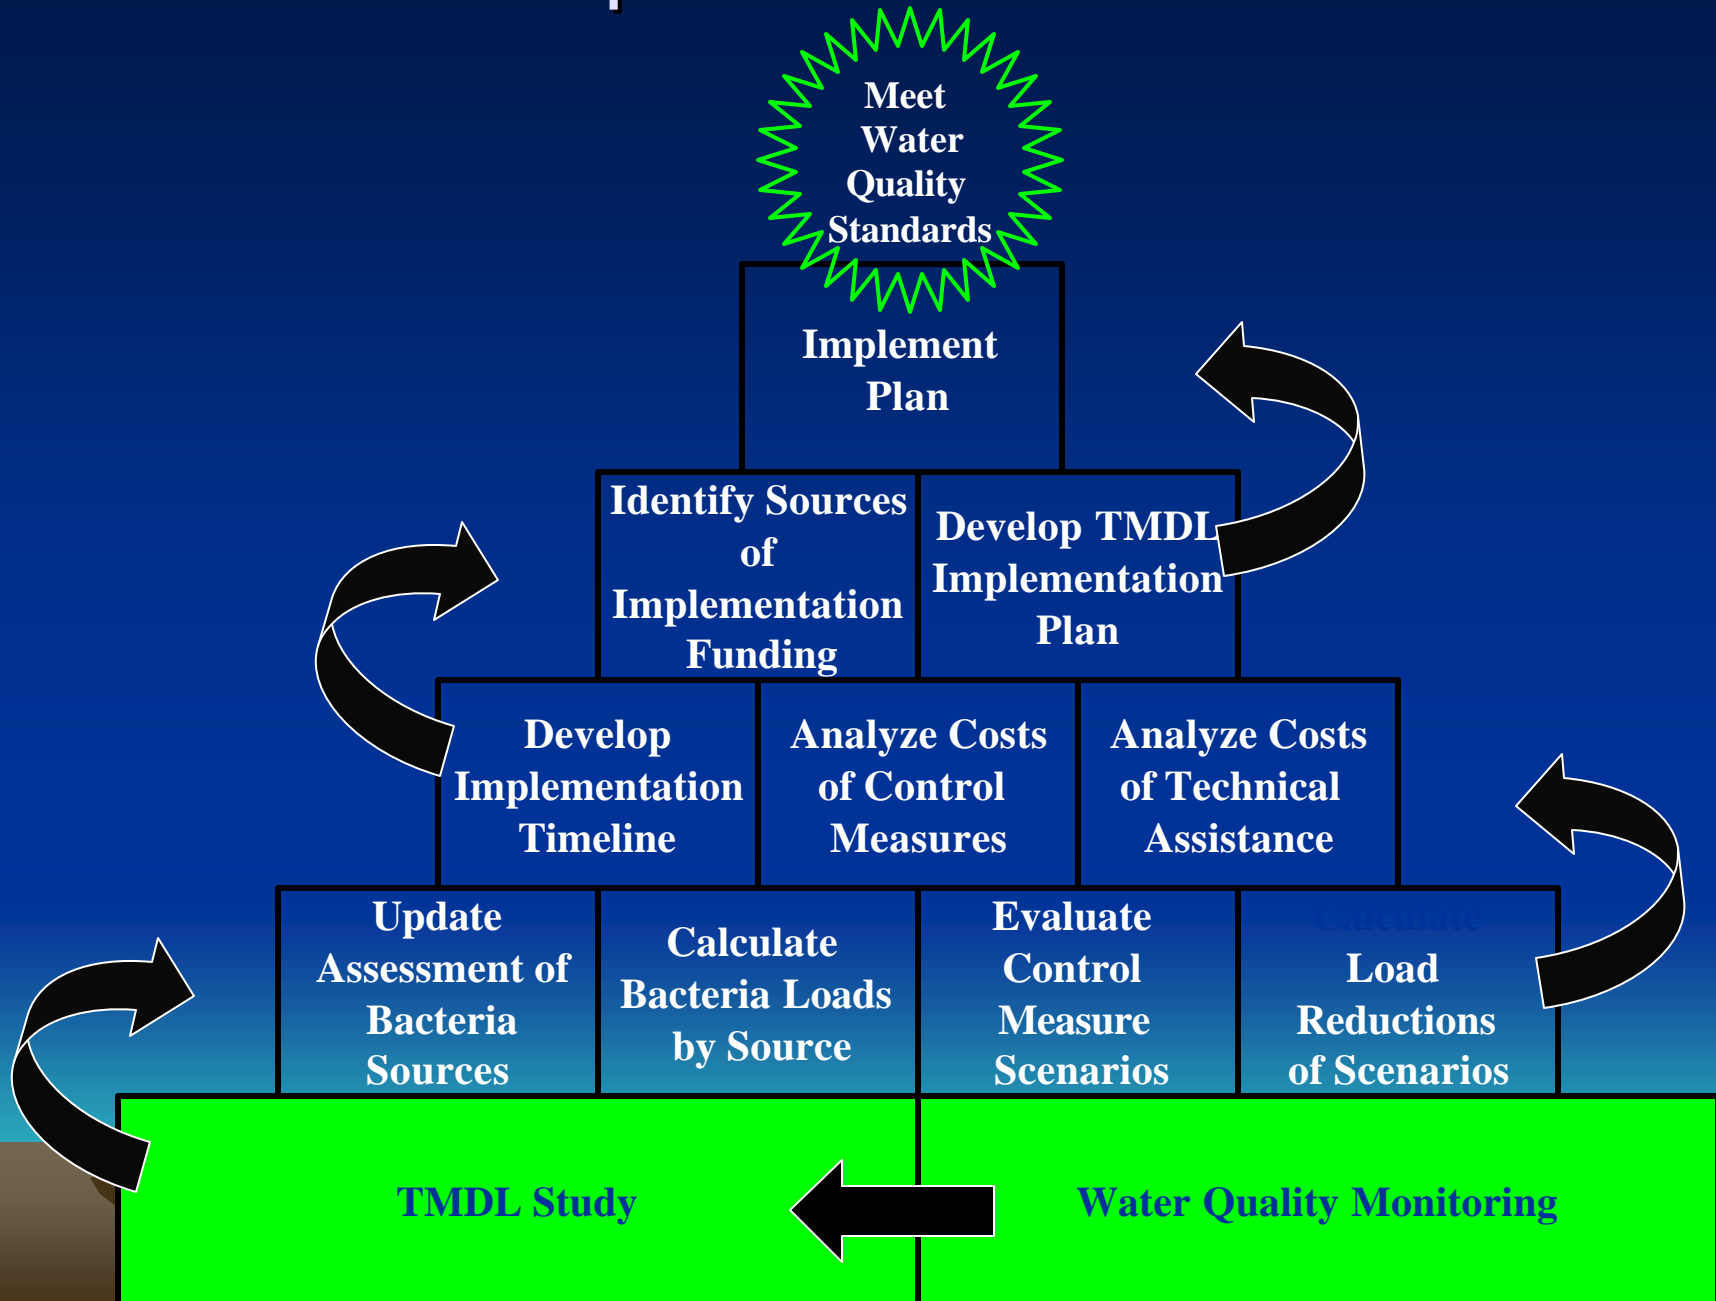 Meet
Water
Quality
Standards
Implement
Plan
Identify Sources
of
Implementation
Funding
Develop TMDL
Implementation
Plan
Develop
Implementation
Timeline
Analyze Costs
of Control
Measures
Analyze Costs
of Technical
Assistance
Update
Assessment of
Bacteria
Sources
Calculate
Bacteria Loads
by Source
Evaluate
Control
Measure
Scenarios
Calculate
Load
Reductions
of Scenarios
TMDL Study
Water Quality Monitoring